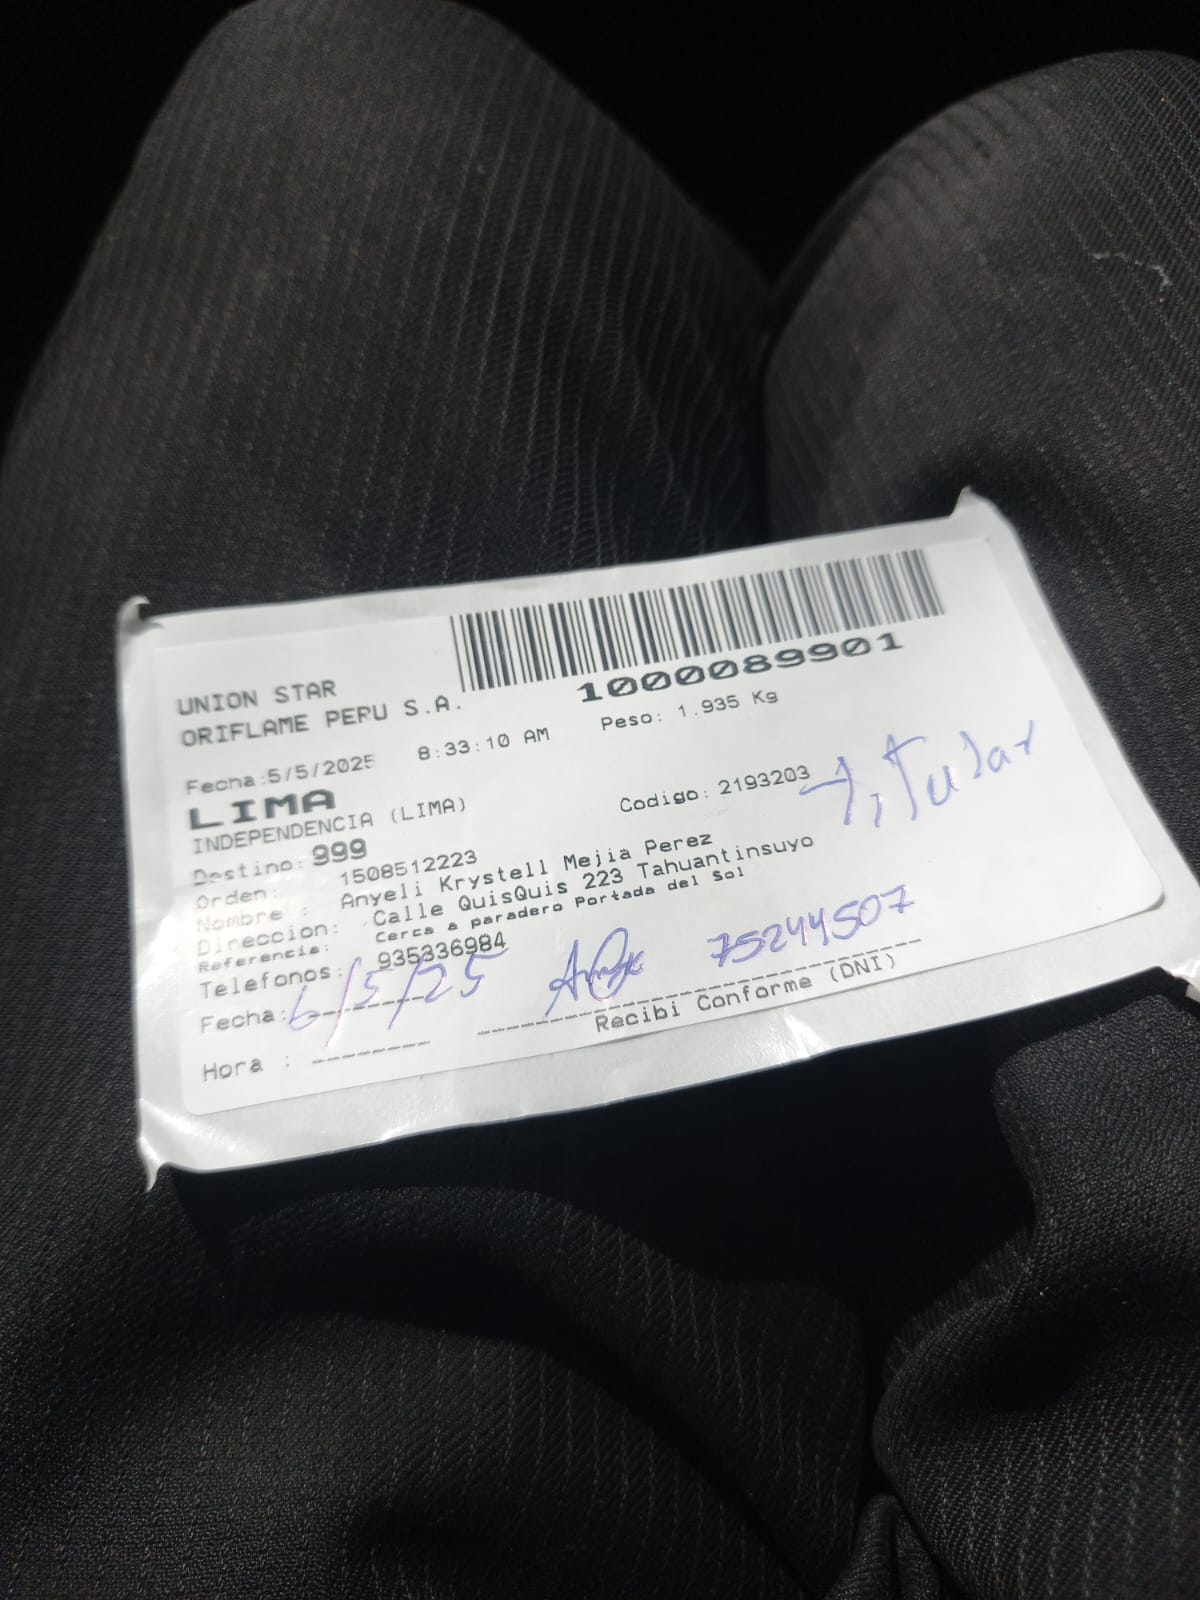 1000089901
UNION STAR
ORIFLAME PERU S.A.
Peso: 1.935 Kg
Fecha:5/5/2025 8:33:10 AM
LIMA
INDEPENDENCIA (LIMA)
Codigo: 2193203 Titular
Destino: 999
Orden: 1508512223
Nombre : Anyeli Krystell Mejia Perez
Direccion: Calle QuisQuis 223 Tahuantinsuyo
Referencia: Cerca a paradero Portada del Sol
Telefonos: 935336984
Fecha: 6/5/25 75244507
Recibi Conforme (DNI)
Hora :